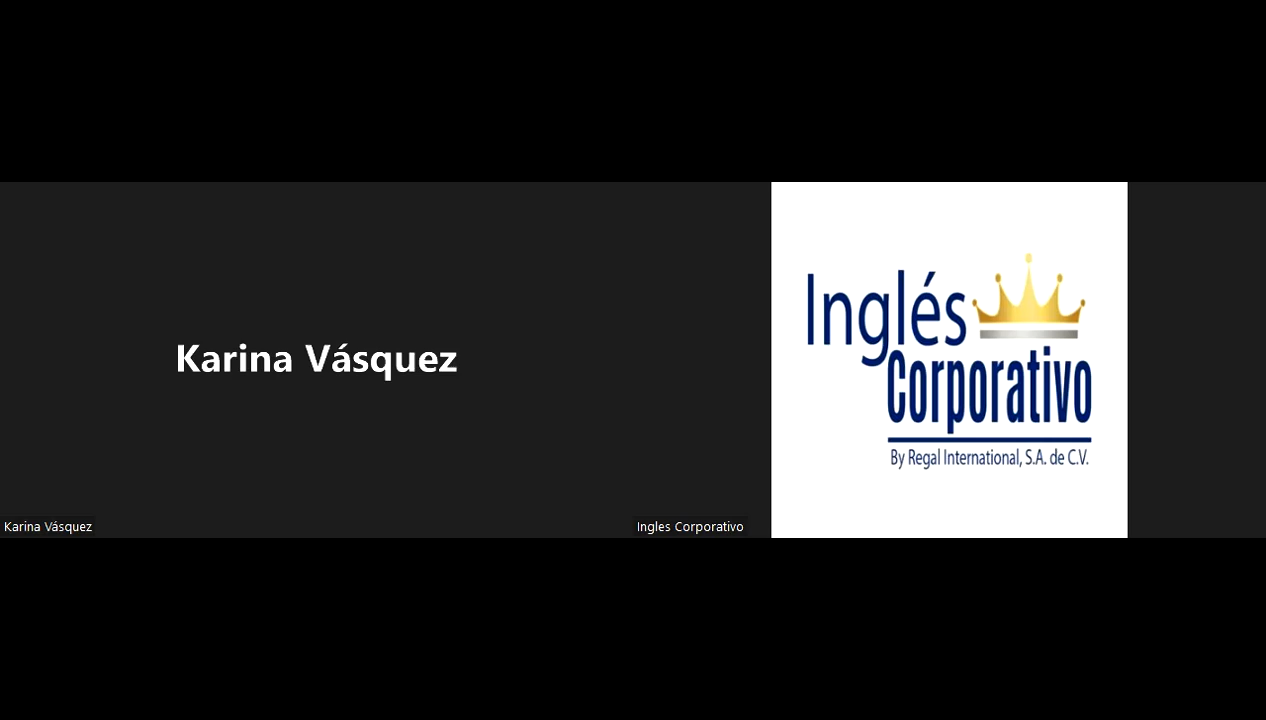 Karina Vásquez
Karina Vásquez
Inglés
Corporativo
By Regal International, S.A. de C.V.
Ingles Corporativo